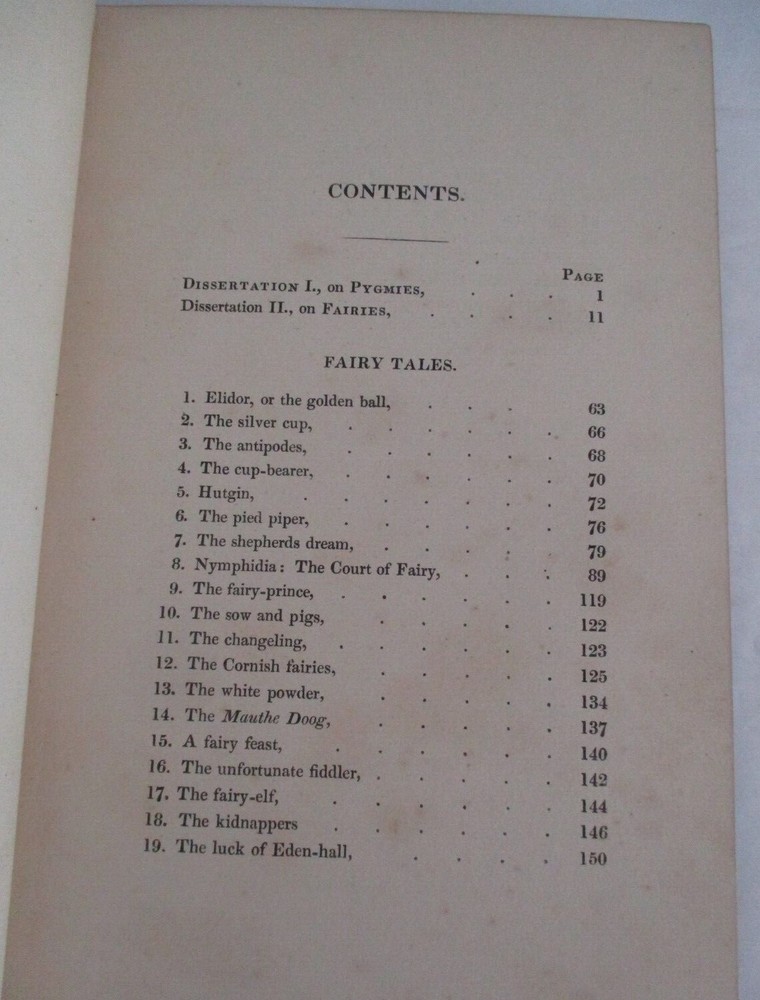 CONTENTS.
PAGE
DISSERTATION I., on PYGMIES, . . . 1
Dissertation II., on FAIRIES, . . . . 11
FAIRY TALES.
1. Elidor, or the golden ball, . . . 63
2. The silver cup, . . . . . . 66
3. The antipodes, . . . . . . 68
4. The cup-bearer, . . . . . . 70
5. Hutgin, . . . . . . . 72
6. The pied piper, . . . . . . 76
7. The shepherds dream, . . . . 79
8. Nymphidia: The Court of Fairy, . . . 89
9. The fairy-prince, . . . . . . 119
10. The sow and pigs, . . . . . 122
11. The changeling, . . . . . . 123
12. The Cornish fairies, . . . . . 125
13. The white powder, . . . . . 134
14. The Mauthe Doog, . . . . . 137
15. A fairy feast, . . . . . . 140
16. The unfortunate fiddler, . . . . . 142
17. The fairy-elf, . . . . . . 144
18. The kidnappers . . . . . . 146
19. The luck of Eden-hall, . . . . 150